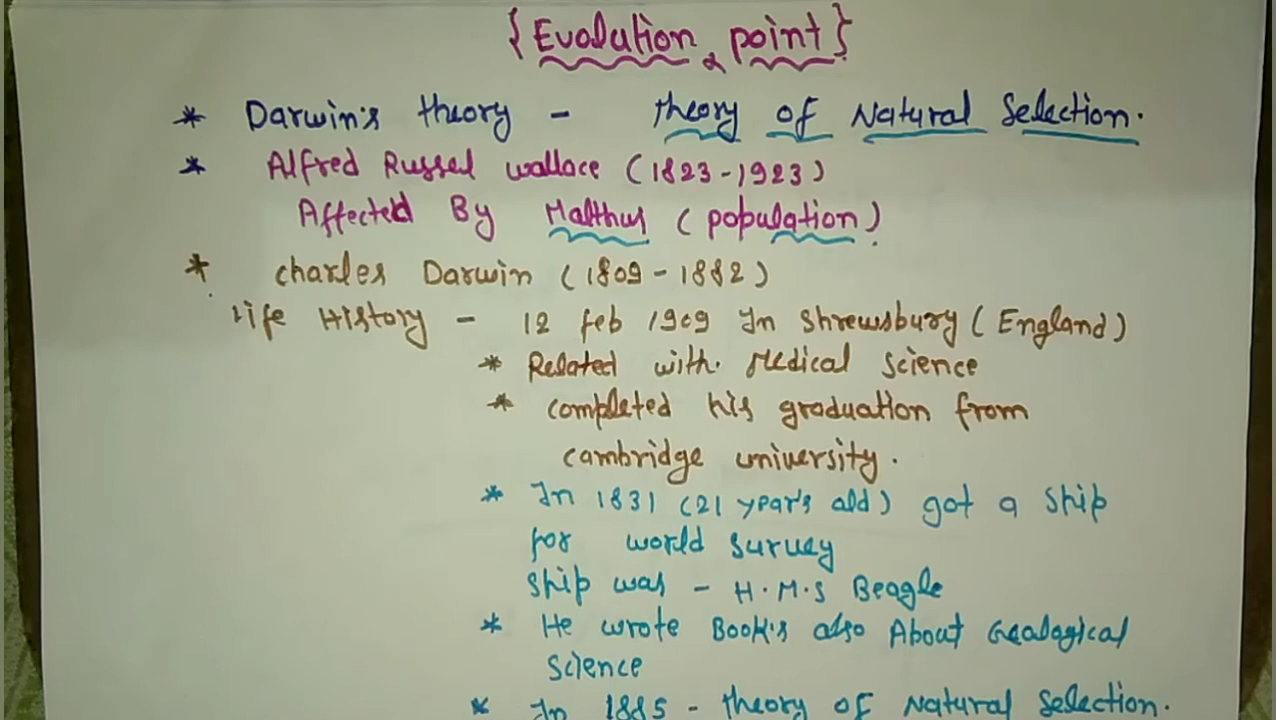 {Evolution point}
* Darwin's theory - Theory of Natural Selection.
* Alfred Russel wallace (1823-1923)
Affected By Malthus (population)
* charles Darwin (1809-1882)
Life History - 12 feb 1909 In Shrewsbury (England)
* Related with. Medical Science
* completed his graduation from
cambridge university.
* In 1831 (21 year's old) got a ship
for world survey
ship was - H.M.S Beagle
* He wrote Book's also About Gealogical
Science
* In 1885 - theory of Natural Selection.